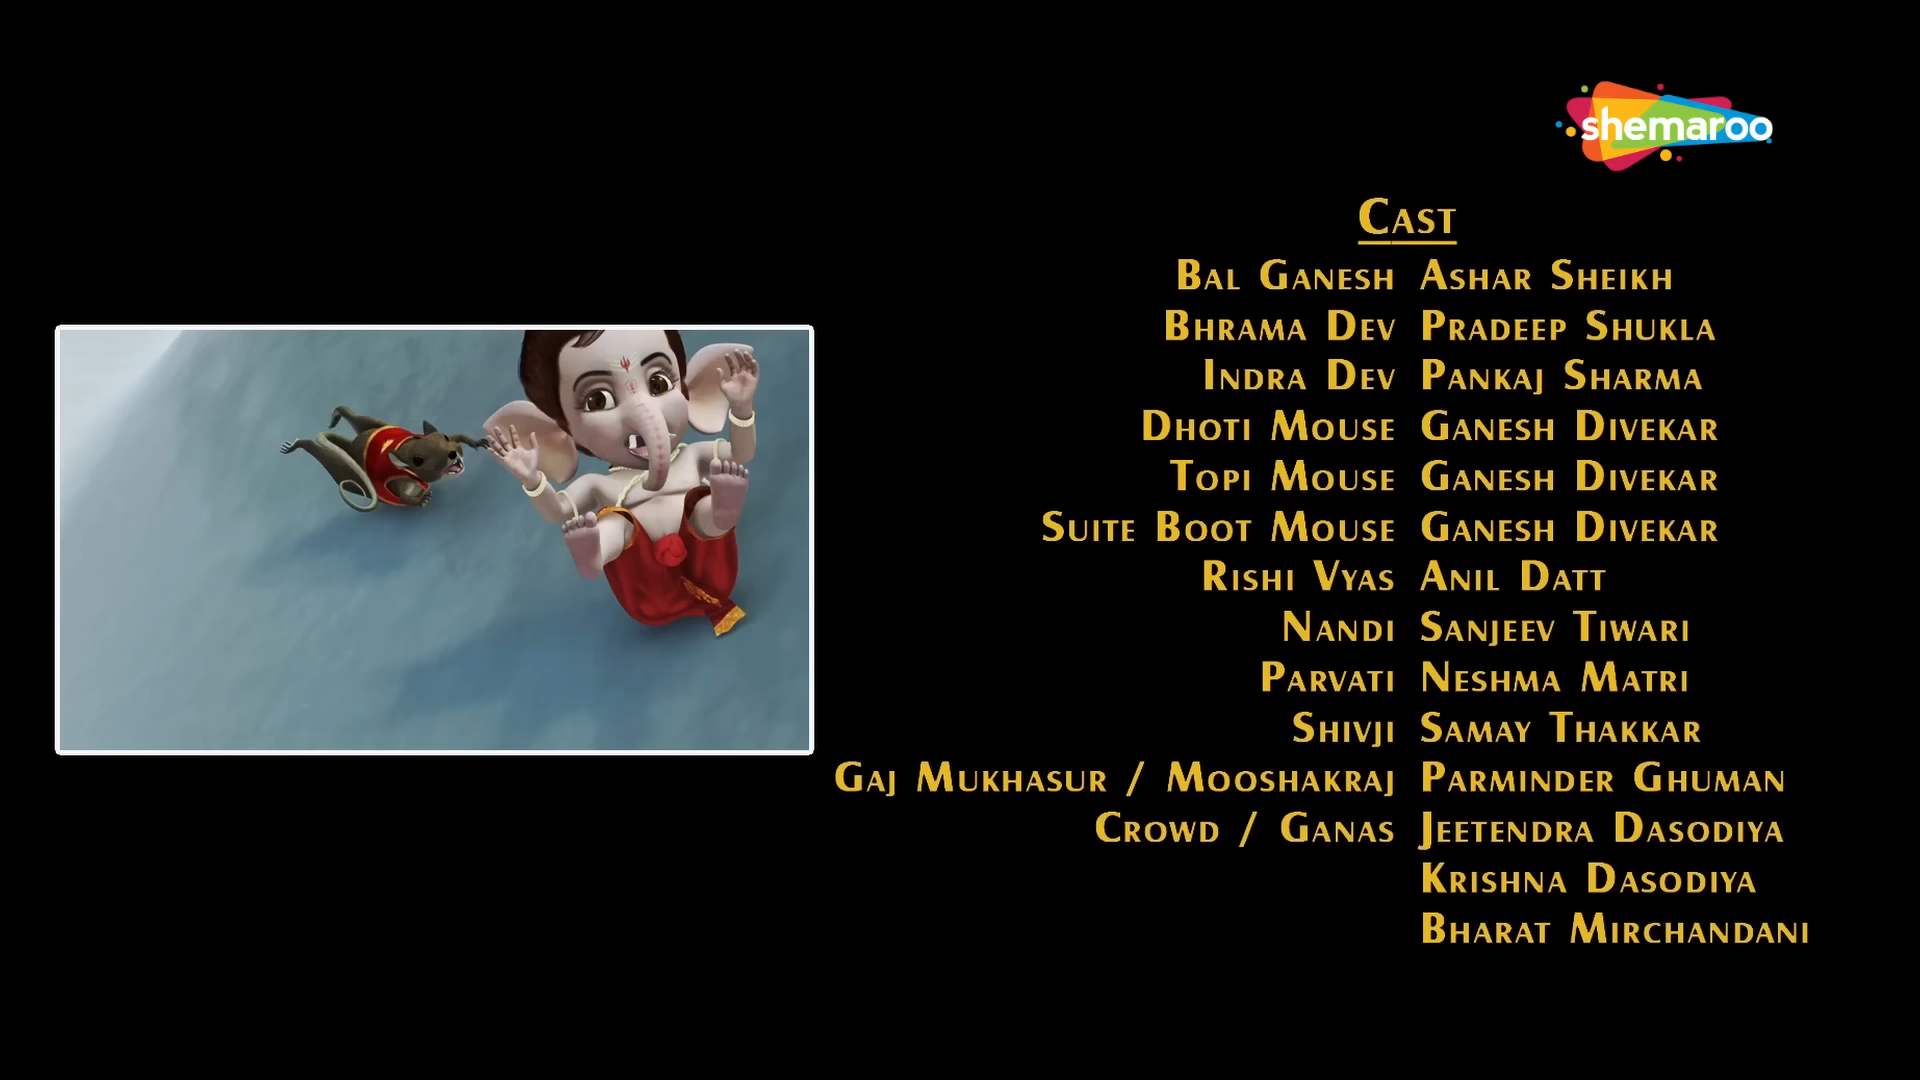 shemaroo
Cast
Bal Ganesh Ashar Sheikh
Bhrama Dev Pradeep Shukla
Indra Dev Pankaj Sharma
Dhoti Mouse Ganesh Divekar
Topi Mouse Ganesh Divekar
Suite Boot Mouse Ganesh Divekar
Rishi Vyas Anil Datt
Nandi Sanjeev Tiwari
Parvati Neshma Matri
Shivji Samay Thakkar
Gaj Mukhasur / Mooshakraj Parminder Ghuman
Crowd / Ganas Jeetendra Dasodiya
Krishna Dasodiya
Bharat Mirchandani